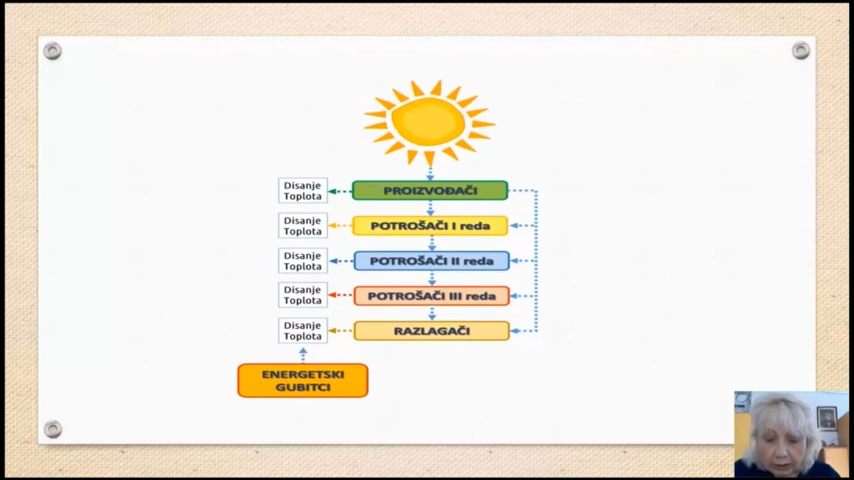 Disanje
Toplota
PROIZVOĐAČI
Disanje
Toplota
POTROŠAČI I reda
Disanje
Toplota
POTROŠAČI II reda
Disanje
Toplota
POTROŠAČI III reda
Disanje
Toplota
RAZLAGAČI
ENERGETSKI
GUBITCI